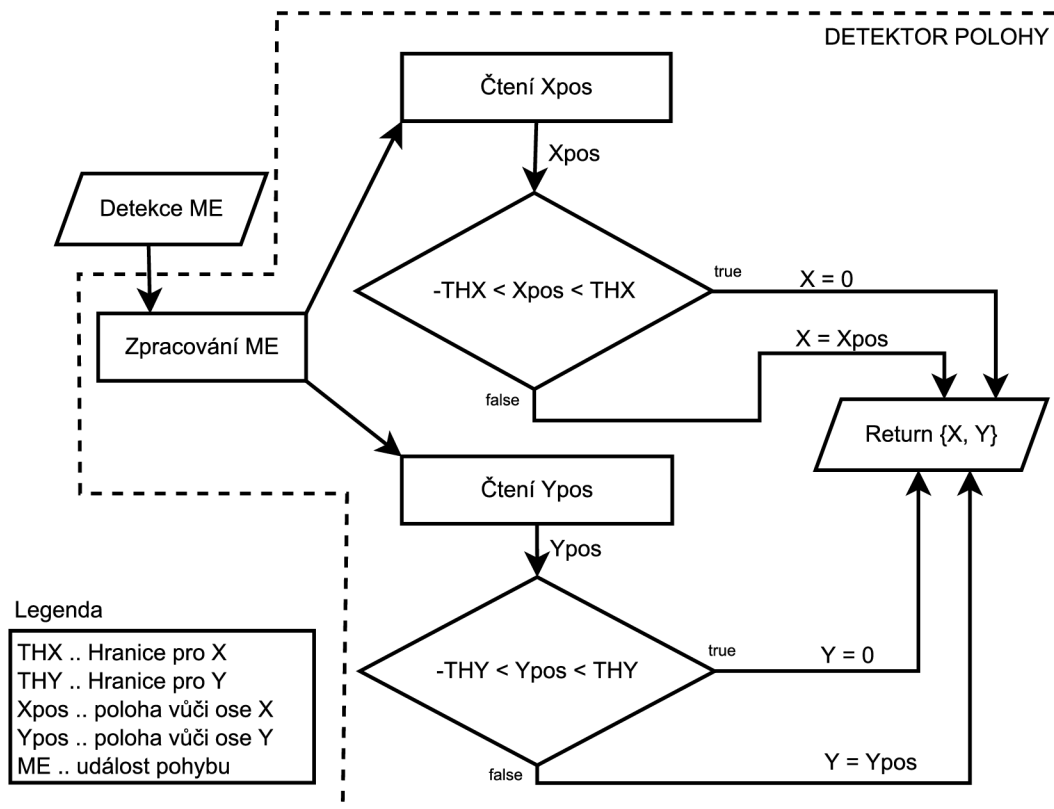 DETEKTOR POLOHY
Čtení Xpos
Xpos
Detekce ME
-THX < Xpos < THX
true
X = 0
Zpracování ME
X = Xpos
false
Return {X, Y}
Čtení Ypos
Ypos
-THY < Ypos < THY
true
Y = 0
false
Y = Ypos
Legenda
THX .. Hranice pro X
THY .. Hranice pro Y
Xpos .. poloha vůči ose X
Ypos .. poloha vůči ose Y
ME .. událost pohybu